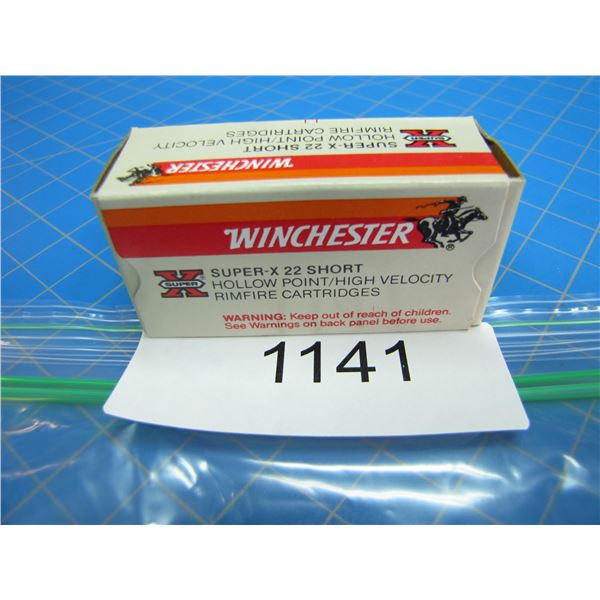 SUPER-X 22 SHORT
HOLLOW POINT/HIGH VELOCITY
RIMFIRE CARTRIDGES
X
SUPER
WINCHESTER
WINCHESTER
®
X
SUPER
SUPER-X 22 SHORT
HOLLOW POINT/HIGH VELOCITY
RIMFIRE CARTRIDGES
WARNING: Keep out of reach of children.
See Warnings on back panel before use.
1141